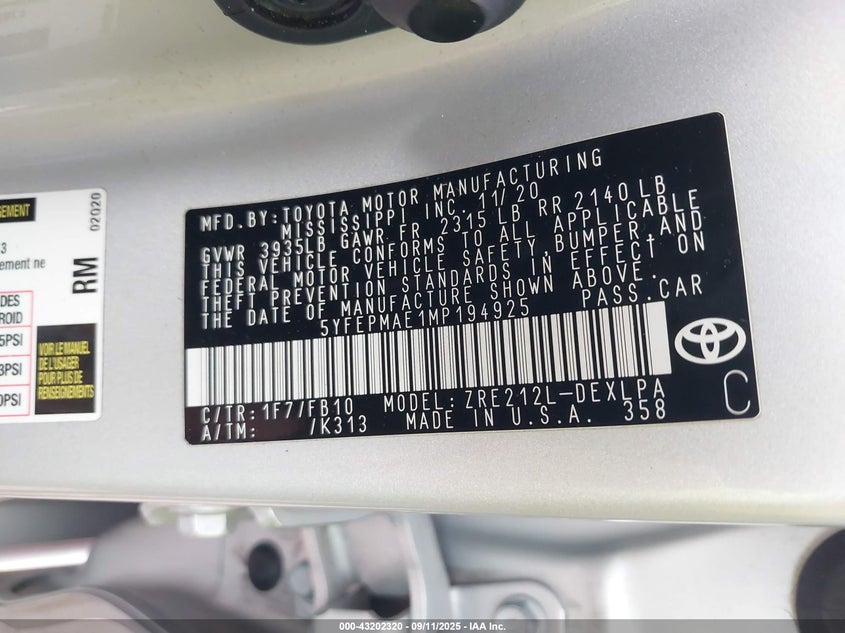 MFD. BY: TOYOTA MOTOR MANUFACTURING
MISSISSIPPI INC. 11/20
GVWR 3935LB GAWR FR 2315 LB RR 2140 LB
THIS VEHICLE CONFORMS TO ALL APPLICABLE
FEDERAL MOTOR VEHICLE SAFETY, BUMPER, AND
THEFT PREVENTION STANDARDS IN EFFECT ON
THE DATE OF MANUFACTURE SHOWN ABOVE.
5YFEPMAE1MP194925 PASS. CAR
C/TR: 1F7/FB10 MODEL: ZRE212L-DEXLPA
A/TM: /K313 MADE IN U.S.A. 358
C
02020
RM
VOIR LE MANUEL
DE L'USAGER
POUR PLUS DE
RENSEIGNEMENTS
000-43202320 - 09/11/2025 - IAA Inc.